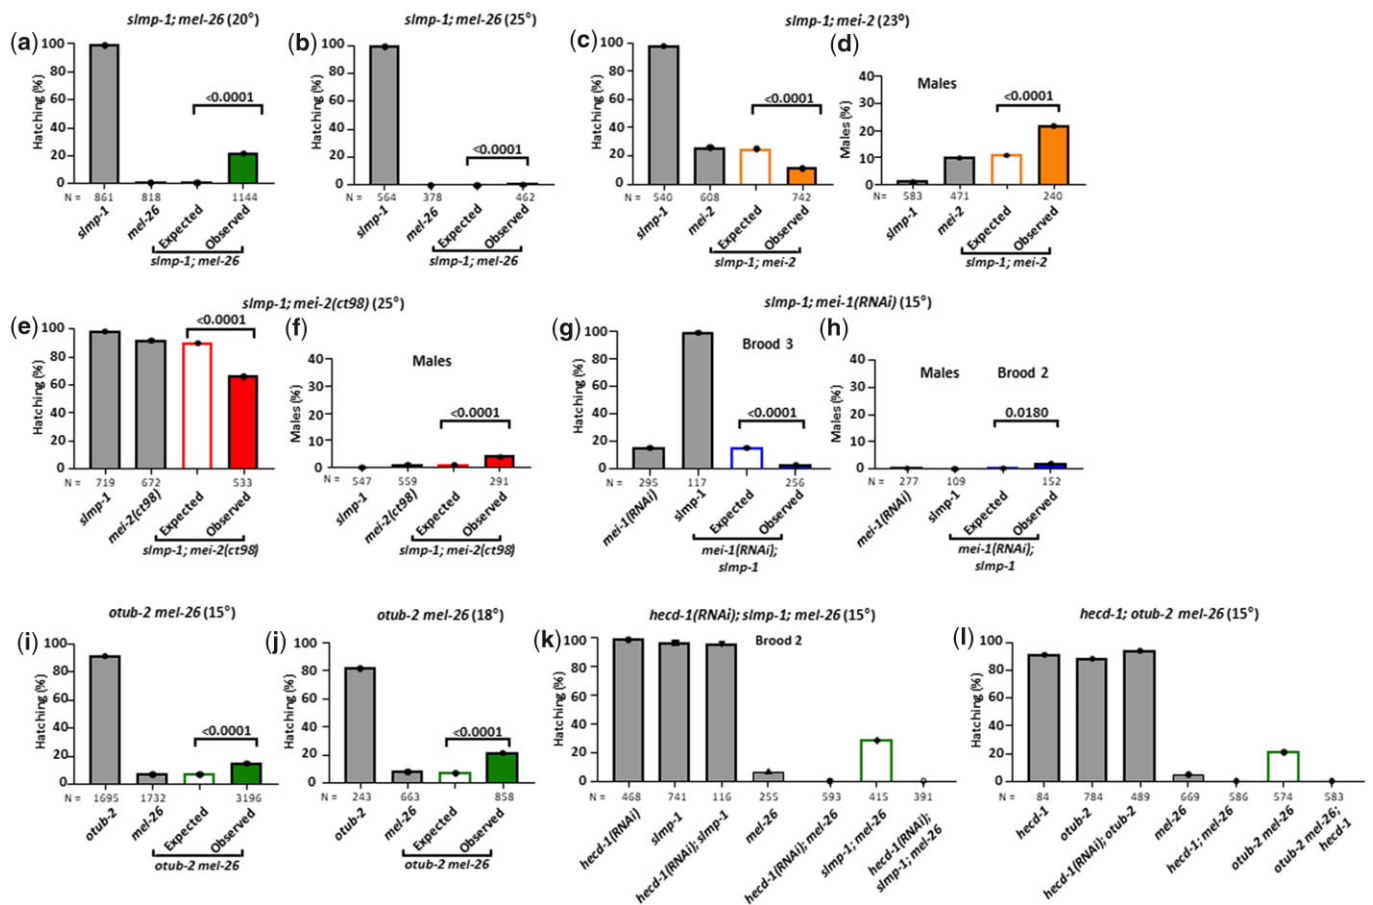 slmp-1; mel-26 (20°)
slmp-1; mel-26 (25°)
slmp-1; mei-2 (23°)
(a)
(b)
(c)
(d)
Hatching (%)
100
80
60
40
20
0
<0.0001
N = 861 818 1144
slmp-1
mel-26
Expected
Observed
slmp-1; mel-26
Hatching (%)
100
80
60
40
20
0
<0.0001
N = 564 378 462
slmp-1
mel-26
Expected
Observed
slmp-1; mel-26
Hatching (%)
100
80
60
40
20
0
<0.0001
N = 540 608 742
slmp-1
mei-2
Expected
Observed
slmp-1; mei-2
Males (%)
40
30
20
10
0
Males
<0.0001
N = 583 471 240
slmp-1
mei-2
Expected
Observed
slmp-1; mei-2
slmp-1; mei-2(ct98) (25°)
slmp-1; mei-1(RNAi) (15°)
(e)
(f)
(g)
(h)
Hatching (%)
100
80
60
40
20
0
<0.0001
N = 719 672 533
slmp-1
mei-2(ct98)
Expected
Observed
slmp-1; mei-2(ct98)
Males (%)
40
30
20
10
0
Males
<0.0001
N = 547 559 291
slmp-1
mei-2(ct98)
Expected
Observed
slmp-1; mei-2(ct98)
Hatching (%)
100
80
60
40
20
0
Brood 3
<0.0001
N = 295 117 256
mei-1(RNAi)
slmp-1
Expected
Observed
mei-1(RNAi);
slmp-1
Males (%)
40
30
20
10
0
Males Brood 2
0.0180
N = 277 109 152
mei-1(RNAi)
slmp-1
Expected
Observed
mei-1(RNAi);
slmp-1
otub-2 mel-26 (15°)
otub-2 mel-26 (18°)
hecd-1(RNAi); slmp-1; mel-26 (15°)
hecd-1; otub-2 mel-26 (15°)
(i)
(j)
(k)
(l)
Hatching (%)
100
80
60
40
20
0
<0.0001
N = 1695 1732 3196
otub-2
mel-26
Expected
Observed
otub-2 mel-26
Hatching (%)
100
80
60
40
20
0
<0.0001
N = 243 663 858
otub-2
mel-26
Expected
Observed
otub-2 mel-26
Hatching (%)
100
80
60
40
20
0
Brood 2
N = 468 741 116 255 593 415 391
hecd-1(RNAi)
slmp-1
hecd-1(RNAi); slmp-1
mel-26
hecd-1(RNAi); mel-26
slmp-1; mel-26
hecd-1(RNAi);
slmp-1; mel-26
Hatching (%)
100
80
60
40
20
0
N = 84 784 489 669 586 574 583
hecd-1
otub-2
hecd-1(RNAi); otub-2
mel-26
hecd-1; mel-26
otub-2 mel-26
otub-2 mel-26;
hecd-1